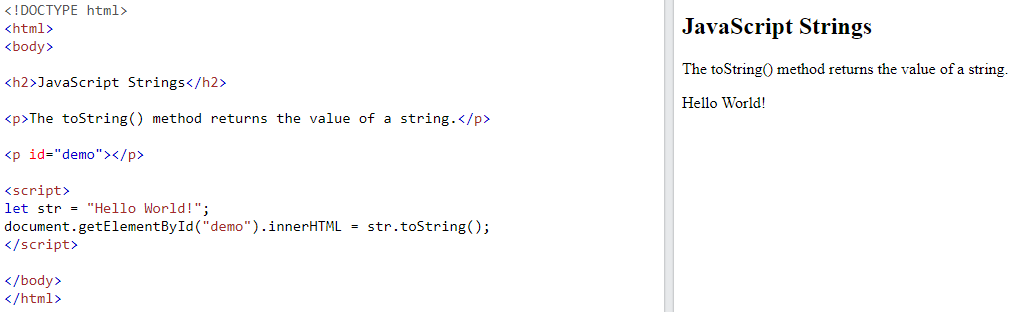 <!DOCTYPE html>
<html>
<body>
<h2>JavaScript Strings</h2>
<p>The toString() method returns the value of a string.</p>
<p id="demo"></p>
<script>
let str = "Hello World!";
document.getElementById("demo").innerHTML = str.toString();
</script>
</body>
</html>
JavaScript Strings
The toString() method returns the value of a string.
Hello World!